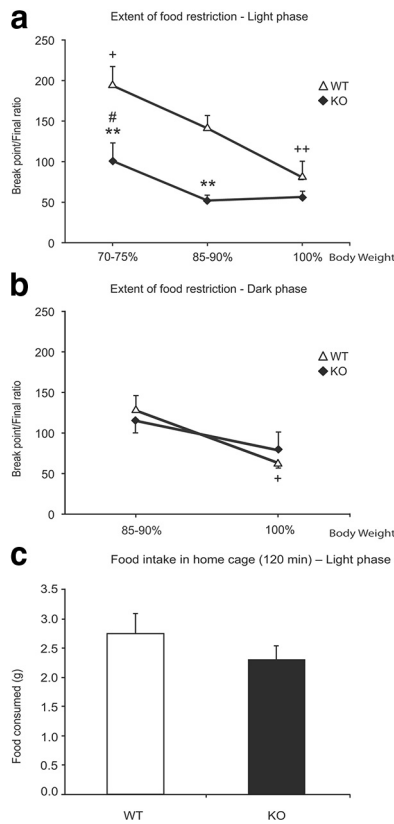 a
Extent of food restriction - Light phase
250
200
150
100
50
0
Break point/Final ratio
+
#
**
**
++
WT
KO
70-75%
85-90%
100%
Body Weight
b
Extent of food restriction - Dark phase
250
200
150
100
50
0
Break point/Final ratio
WT
KO
+
85-90%
100%
Body Weight
c
Food intake in home cage (120 min) – Light phase
3.5
3.0
2.5
2.0
1.5
1.0
0.5
0.0
Food consumed (g)
WT
KO